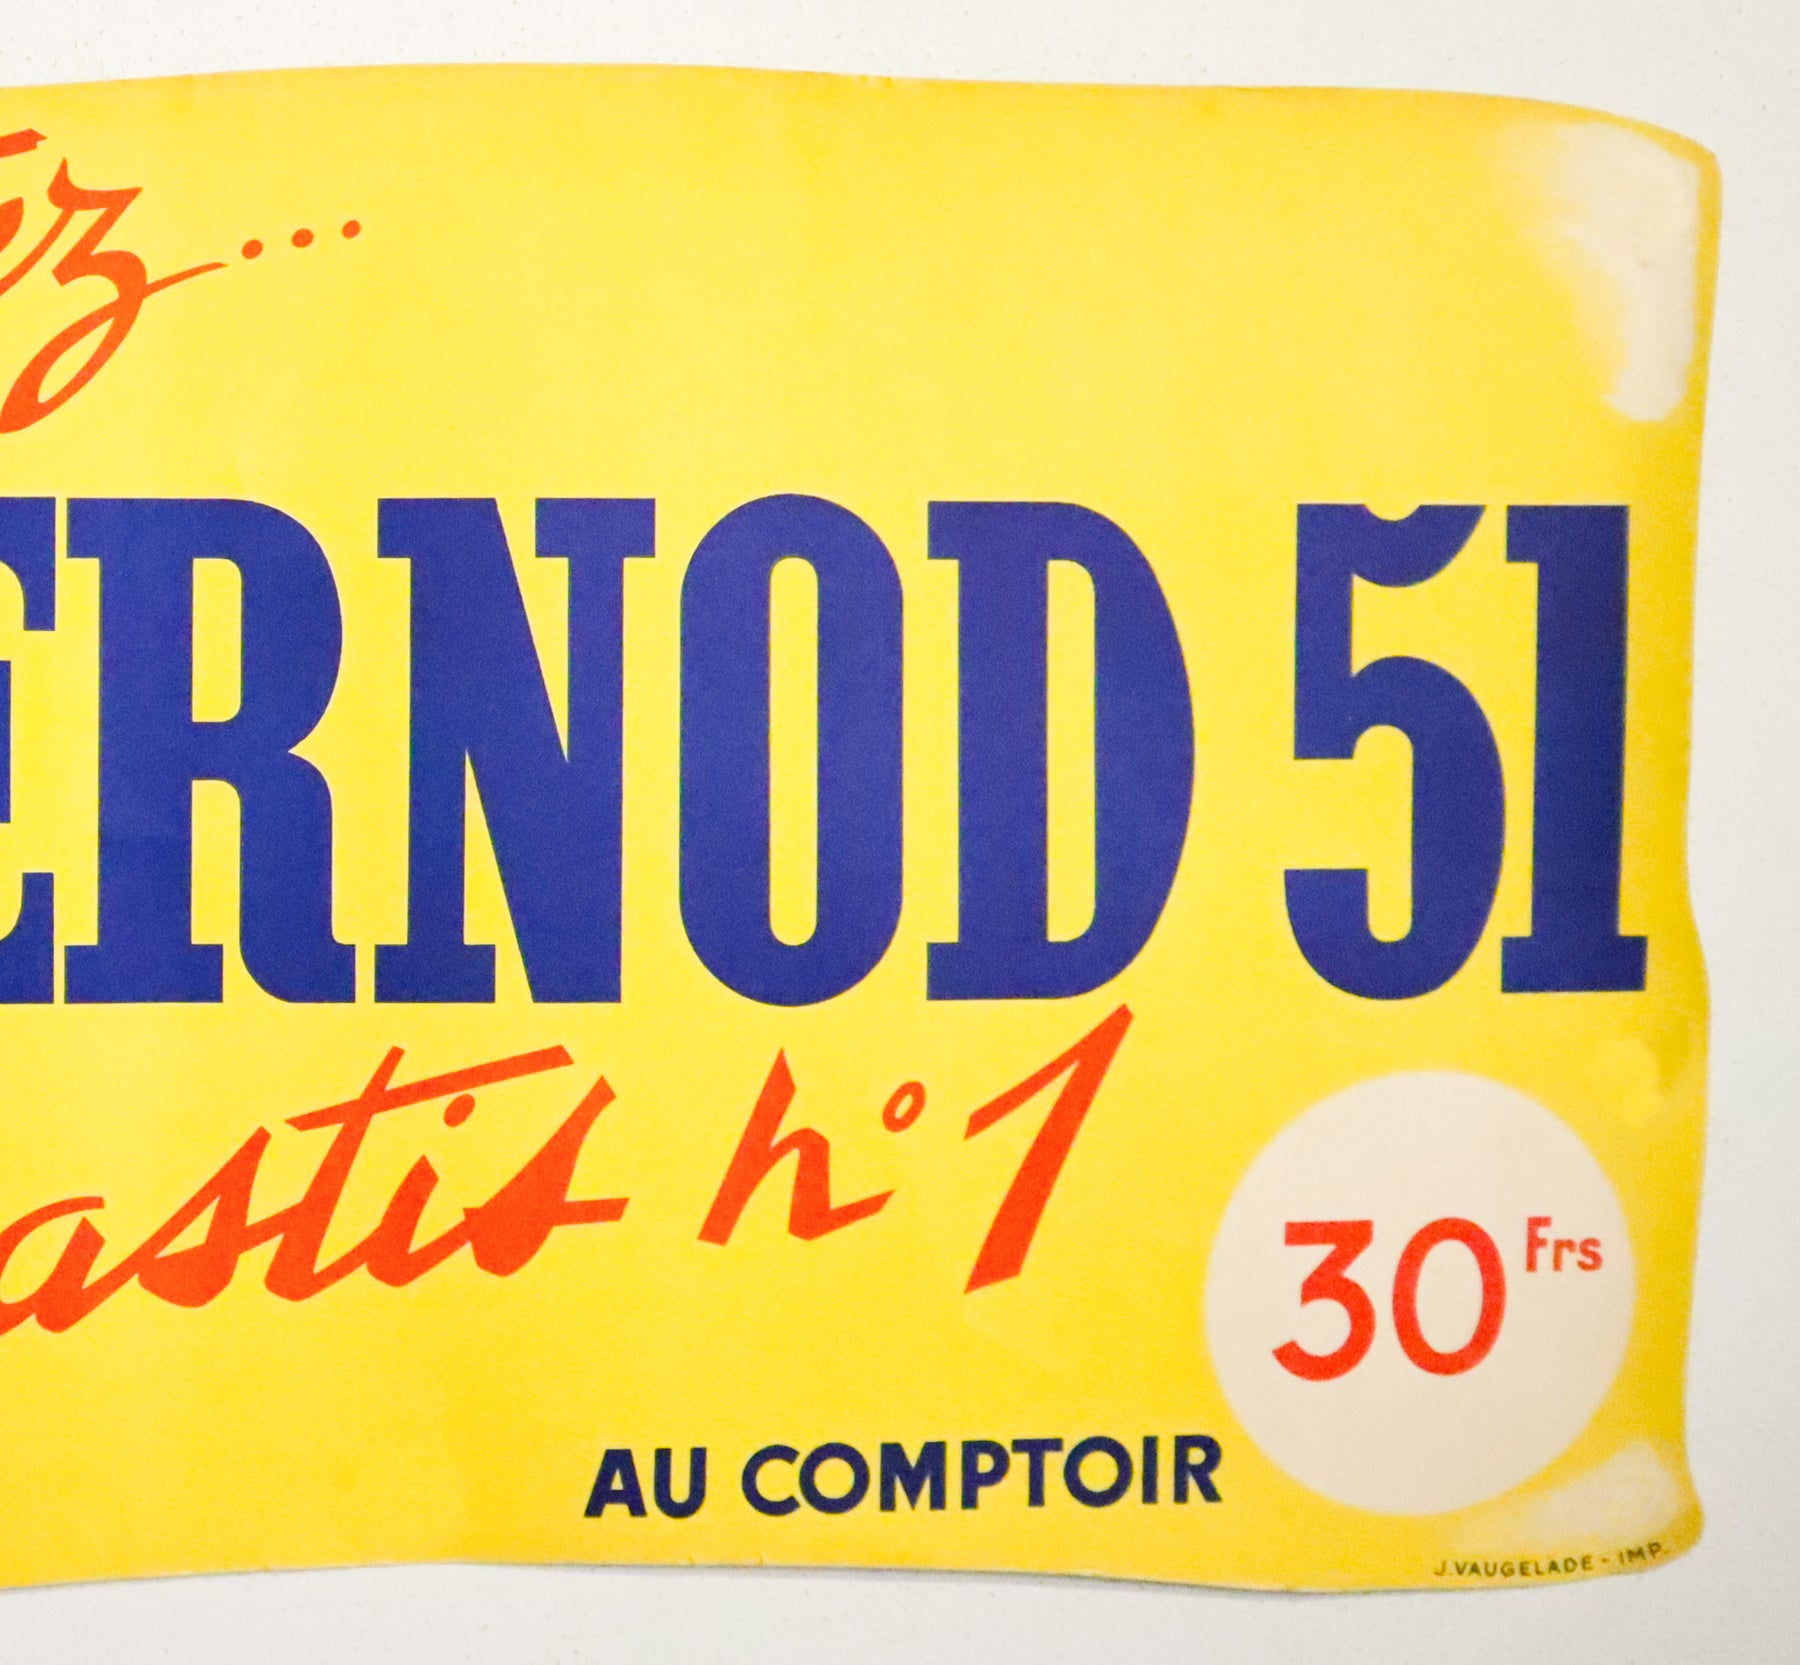 ez...
ERNOD 51
astis n° 1
30 Frs
AU COMPTOIR
J. VAUGELADE - IMP.